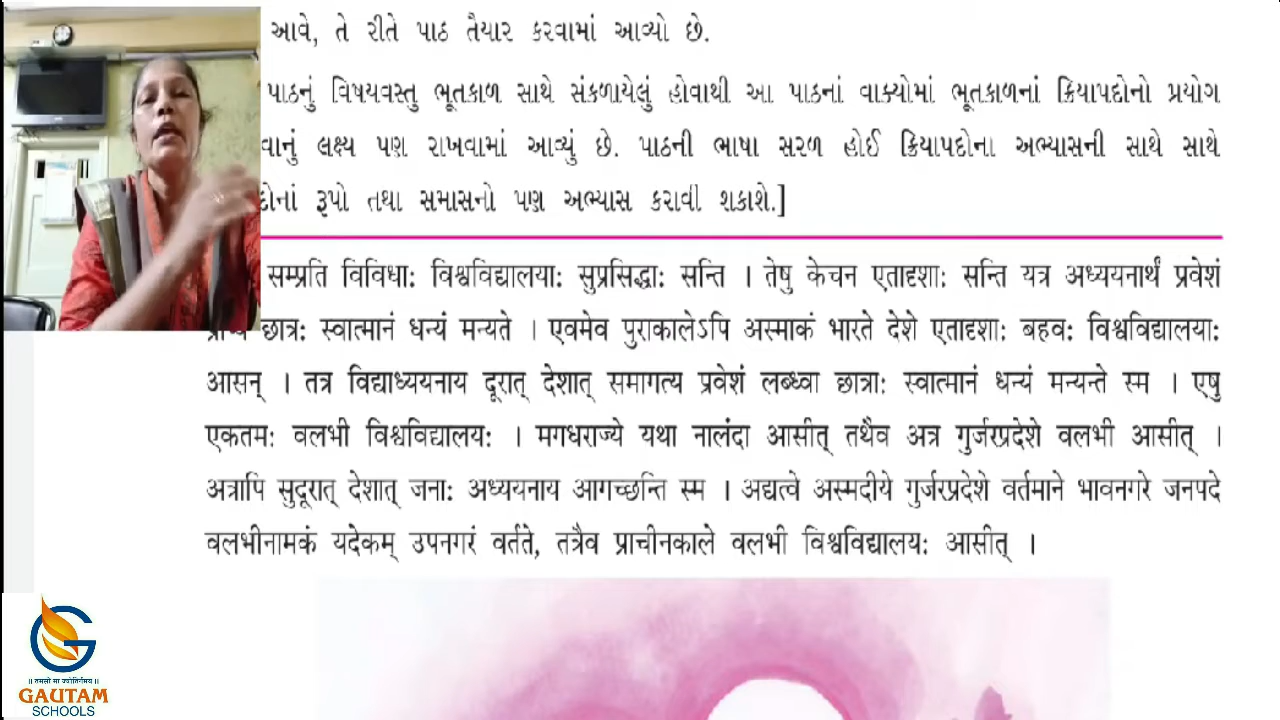 આવે, તે રીતે પાઠ તૈયાર કરવામાં આવ્યો છે.
પાઠનું વિષયવસ્તુ ભૂતકાળ સાથે સંકળાયેલું હોવાથી આ પાઠનાં વાક્યોમાં ભૂતકાળનાં ક્રિયાપદોનો પ્રયોગ
વાનું લક્ષ્ય પણ રાખવામાં આવ્યું છે. પાઠની ભાષા સરળ હોઈ ક્રિયાપદોના અભ્યાસની સાથે સાથે
દોનાં રૂપો તથા સમાસનો પણ અભ્યાસ કરાવી શકાશે.]
सम्प्रति विविधाः विश्वविद्यालयाः सुप्रसिद्धाः सन्ति । तेषु केचन एतादृशाः सन्ति यत्र अध्ययनार्थं प्रवेशं
छात्रः स्वात्मानं धन्यं मन्यते । एवमेव पुराकालेऽपि अस्माकं भारते देशे एतादृशाः बहवः विश्वविद्यालयाः
आसन् । तत्र विद्याध्ययनाय दूरात् देशात् समागत्य प्रवेशं लब्ध्वा छात्राः स्वात्मानं धन्यं मन्यन्ते स्म । एषु
एकतमः वलभी विश्वविद्यालयः । मगधराज्ये यथा नालंदा आसीत् तथैव अत्र गुर्जरप्रदेशे वलभी आसीत् ।
अत्रापि सुदूरात् देशात् जनाः अध्ययनाय आगच्छन्ति स्म । अद्यत्वे अस्मदीये गुर्जरप्रदेशे वर्तमाने भावनगरे जनपदे
वलभीनामकं यदेकम् उपनगरं वर्तते, तत्रैव प्राचीनकाले वलभी विश्वविद्यालयः आसीत् ।
॥ तमसो मा ज्योतिर्गमय ॥
GAUTAM
SCHOOLS